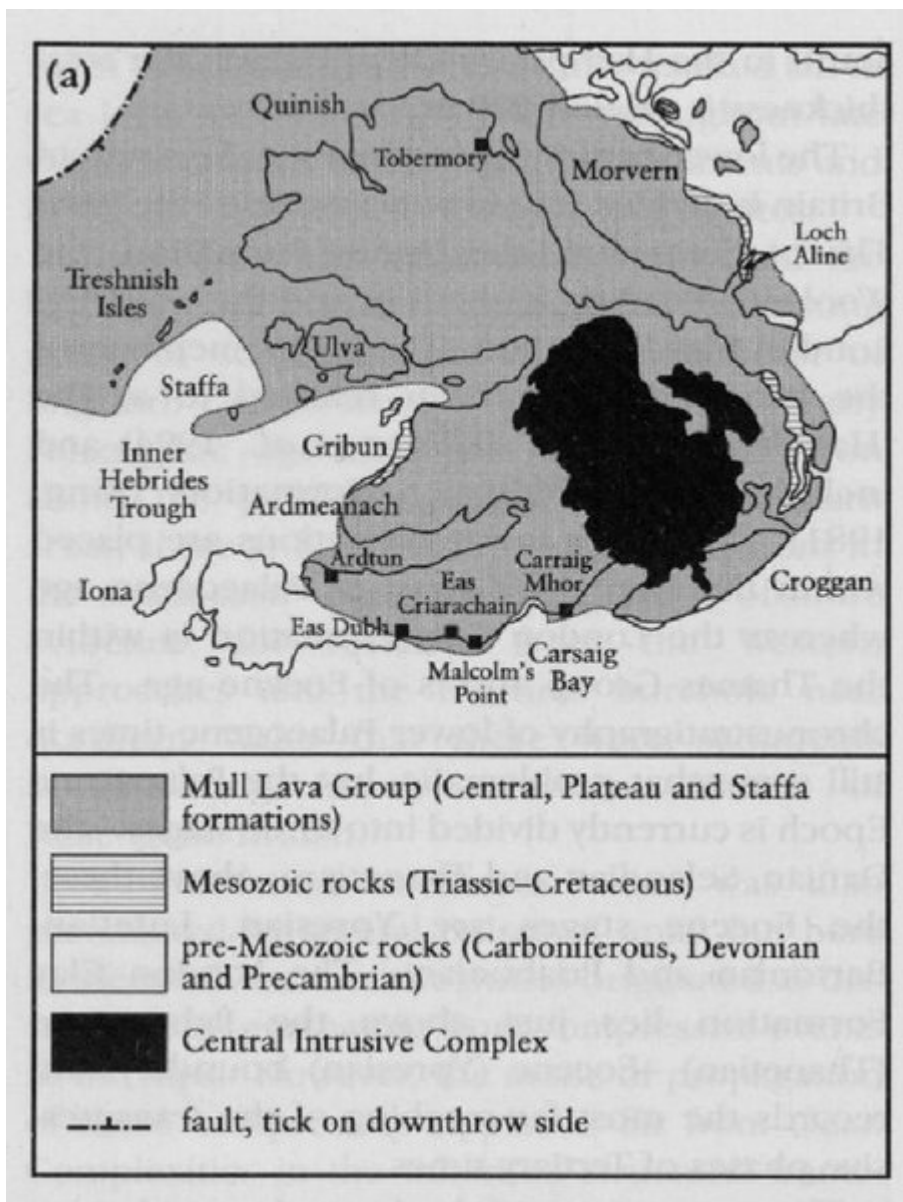 (a)
Quinish
Tobermory
Morvern
Loch
Aline
Treshnish
Isles
Ulva
Staffa
Gribun
Inner
Hebrides
Trough
Ardmeanach
Ardtun
Eas
Criarachain
Carraig
Mhor
Croggan
Iona
Eas Dubh
Malcolm's
Point
Carsaig
Bay
Mull Lava Group (Central, Plateau and Staffa
formations)
Mesozoic rocks (Triassic–Cretaceous)
pre-Mesozoic rocks (Carboniferous, Devonian
and Precambrian)
Central Intrusive Complex
fault, tick on downthrow side